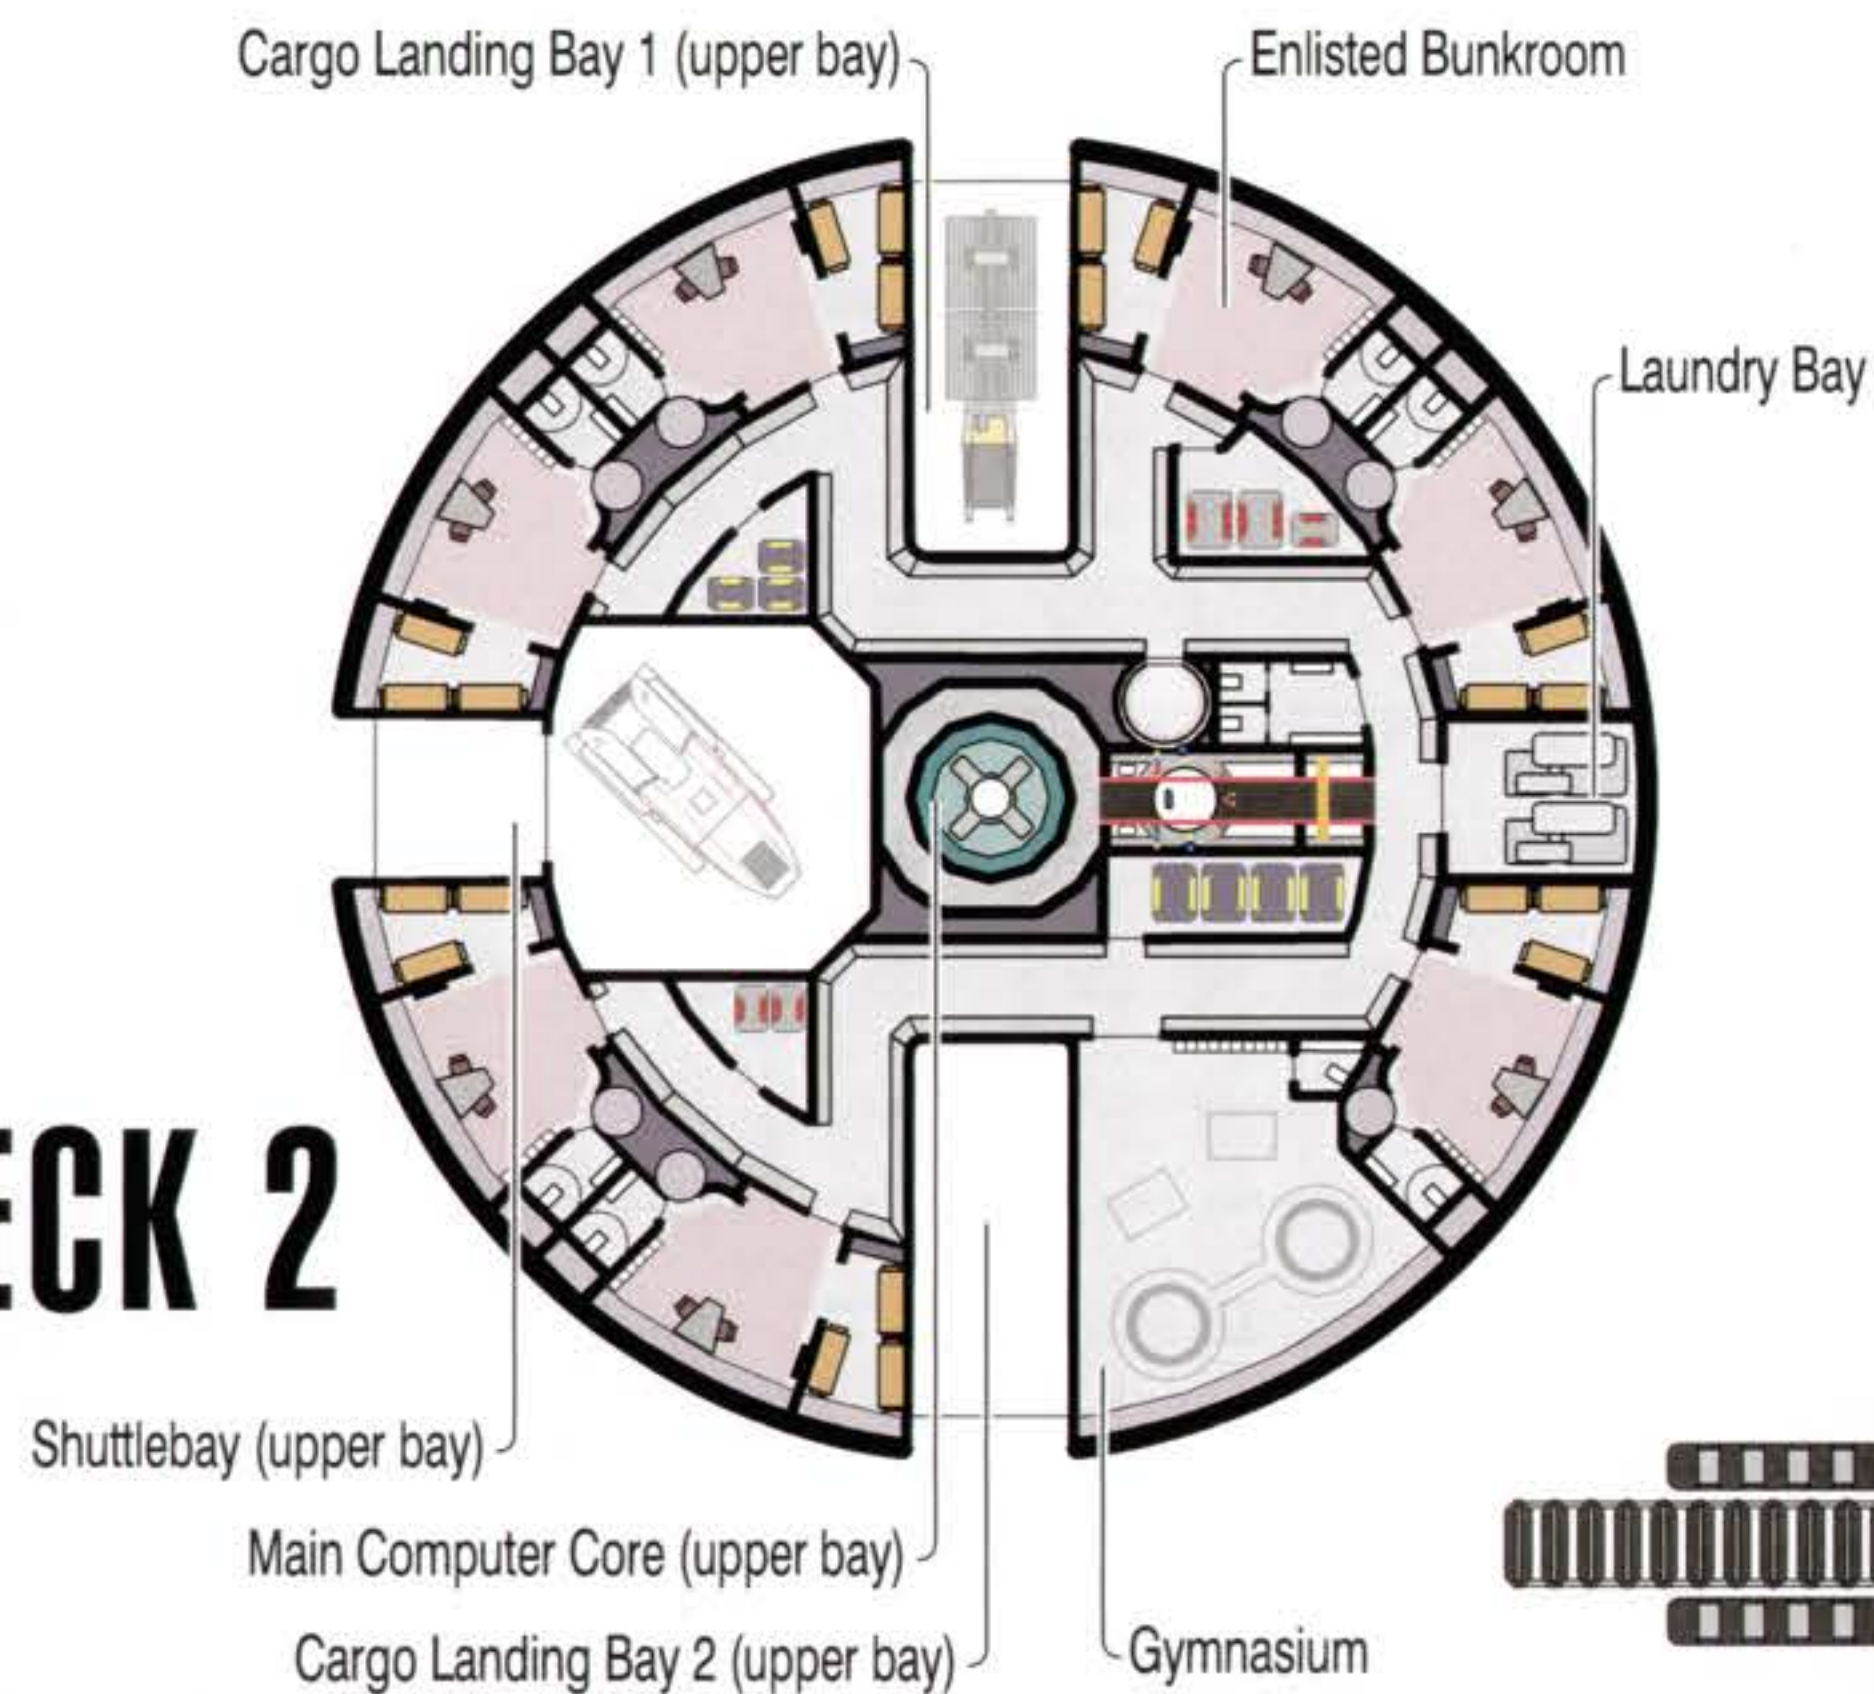 Cargo Landing Bay 1 (upper bay)
Enlisted Bunkroom
Laundry Bay
ECK 2
Shuttlebay (upper bay)
Main Computer Core (upper bay)
Cargo Landing Bay 2 (upper bay)
Gymnasium